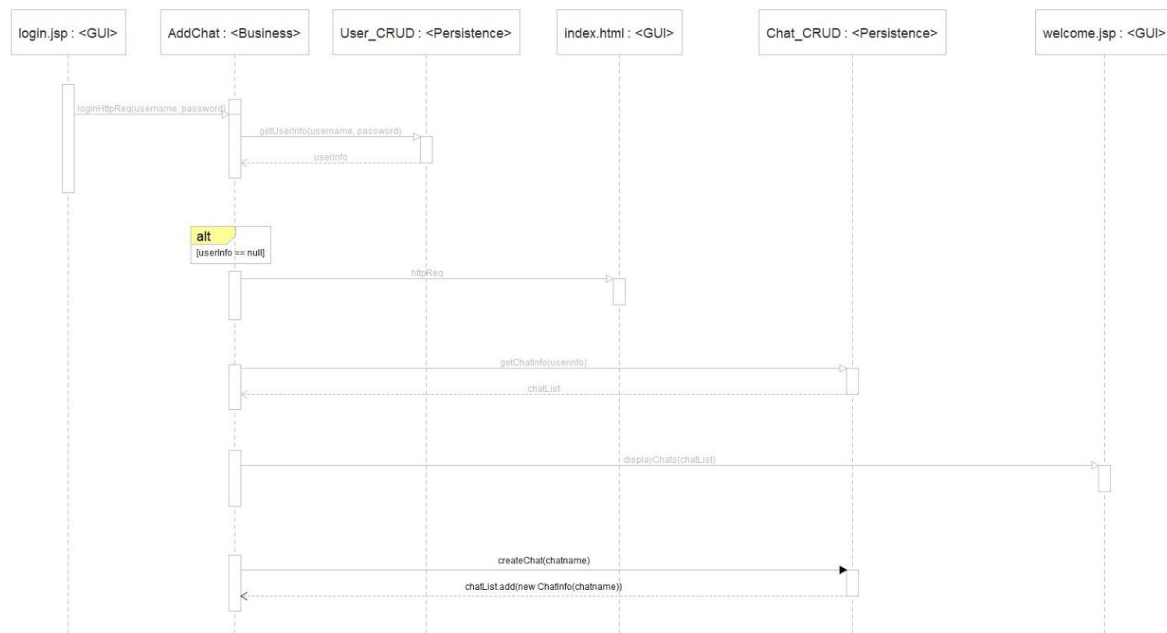 login.jsp : <GUI>
AddChat : <Business>
User_CRUD : <Persistence>
index.html : <GUI>
Chat_CRUD : <Persistence>
welcome.jsp : <GUI>
loginHttpReq(username, password)
getUserInfo(username, password)
userinfo
alt
[userInfo == null]
httpReq
getChatInfo(userinfo)
chatList
displayChats(chatList)
createChat(chatname)
chatList.add(new ChatInfo(chatname))